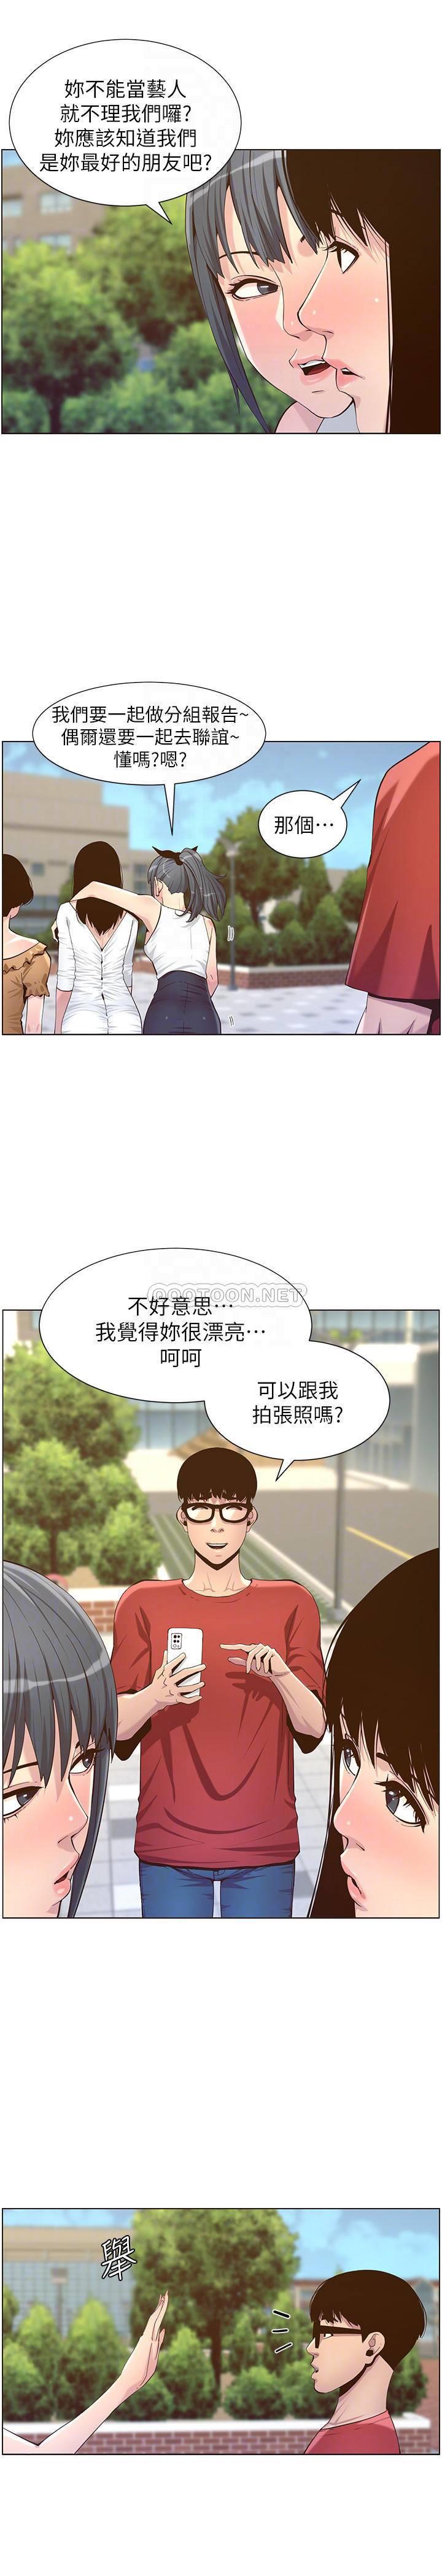 妳不能當藝人
就不理我們囉?
妳應該知道我們
是妳最好的朋友吧?
我們要一起做分組報告~
偶爾還要一起去聯誼~
懂嗎?嗯?
那個…
不好意思…
我覺得妳很漂亮…
呵呵
可以跟我
拍張照嗎?
舉